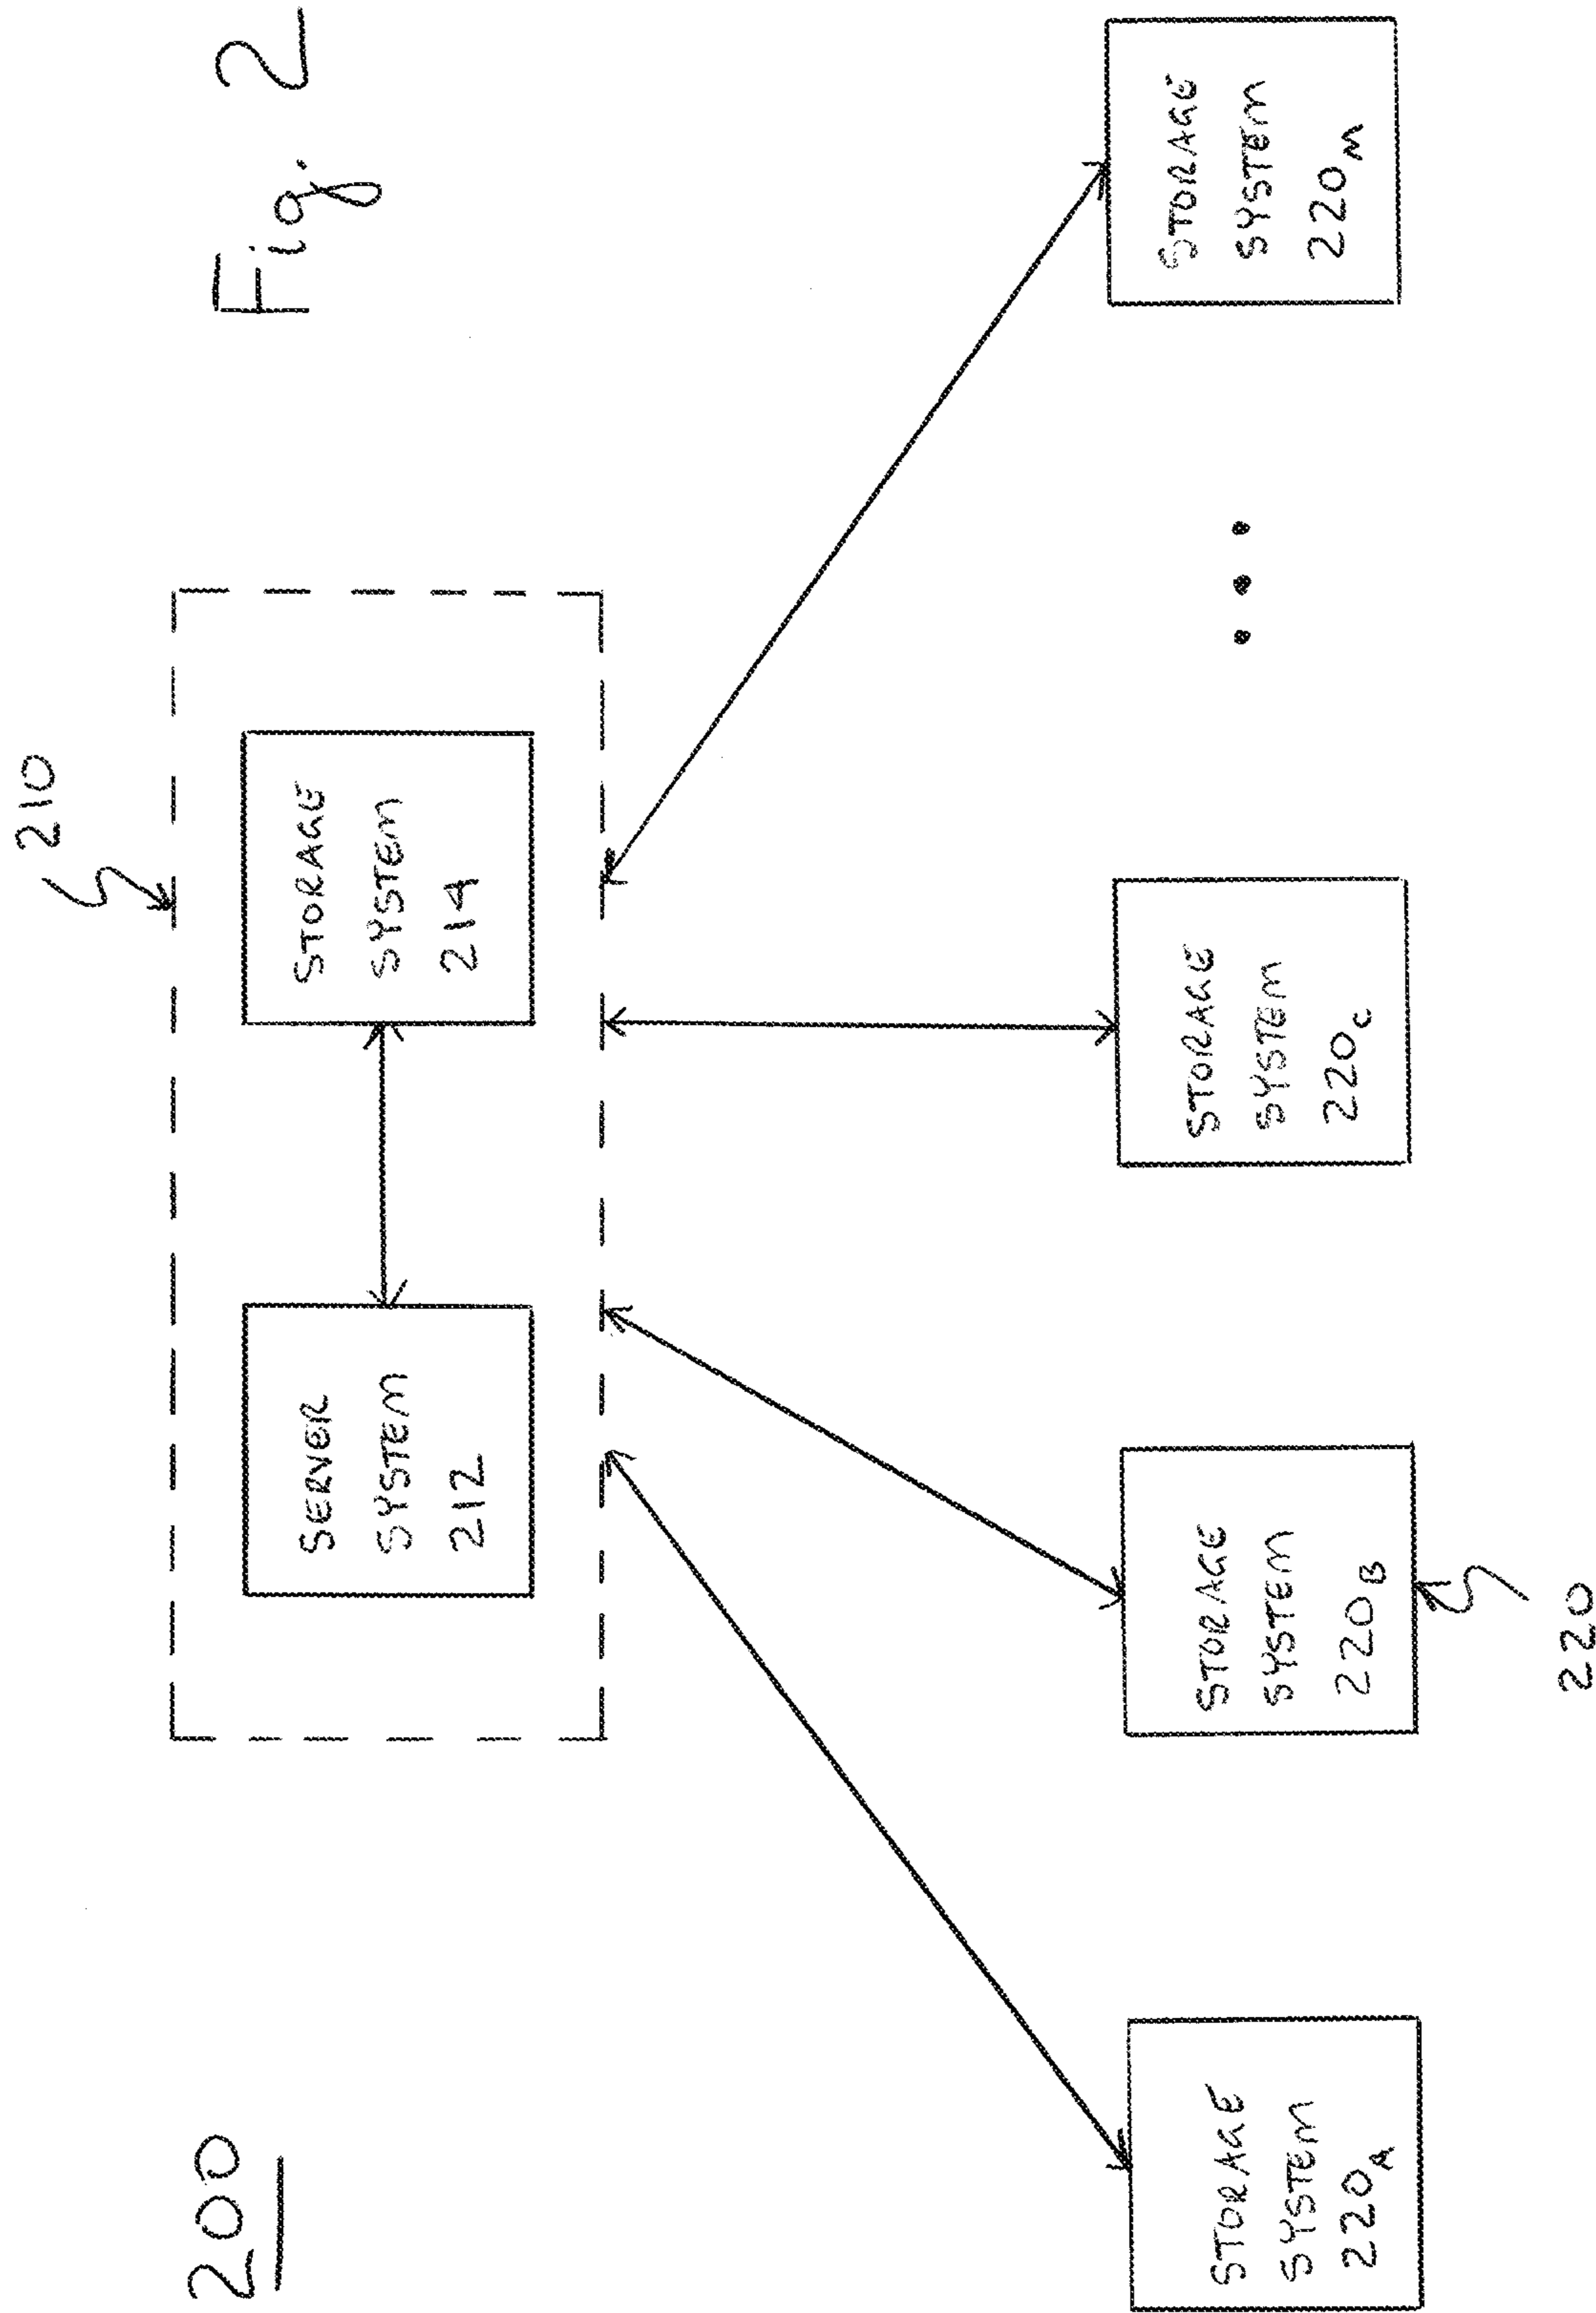 200
Fig. 2
210
SERVER
SYSTEM
212
STORAGE
SYSTEM
214
STORAGE
SYSTEM
220A
STORAGE
SYSTEM
220B
STORAGE
SYSTEM
220C
STORAGE
SYSTEM
220M
220